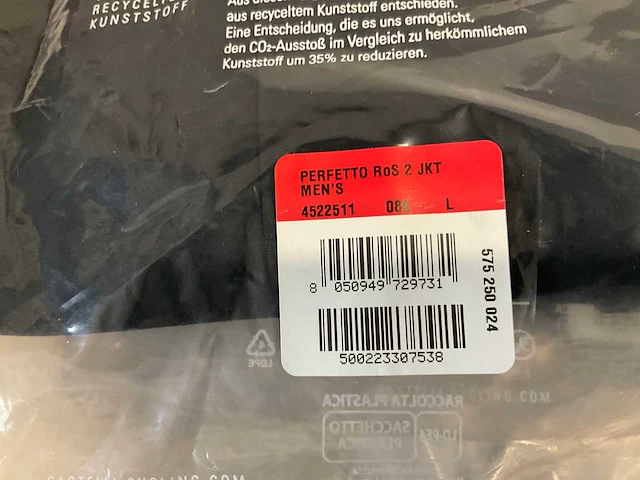 RECYCELTE
KUNSTSTOFF
aus recyceltem Kunststoff entschieden.
Eine Entscheidung, die es uns ermöglicht,
den CO₂-Ausstoß im Vergleich zu herkömmlichem
Kunststoff um 35% zu reduzieren.
PERFETTO RoS 2 JKT
MEN'S
4522511 L
8 050949 729731
500223307538
575 250 024
LDPE
RACCOLTA PLASTICA
SACCHETTO
PLASTICA